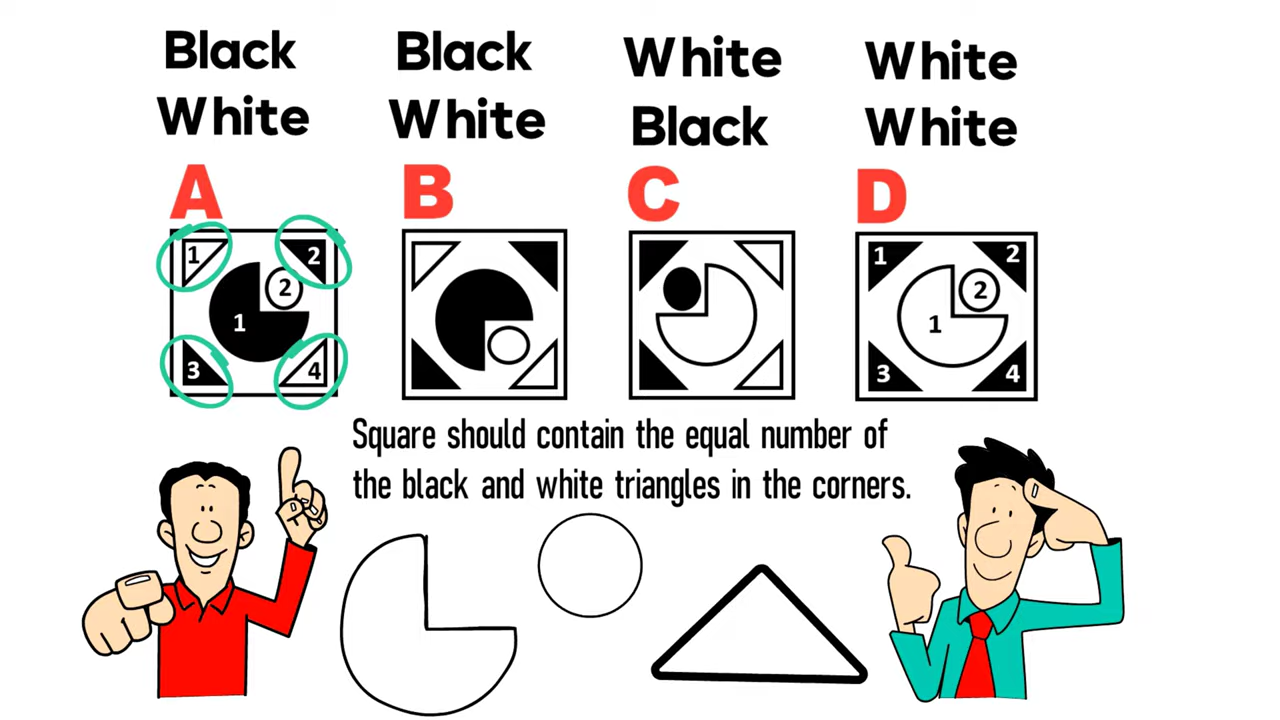 Black Black White White
White White Black White
A B C D
1 2 1 2
2 2
1 1
3 4 3 4
Square should contain the equal number of
the black and white triangles in the corners.